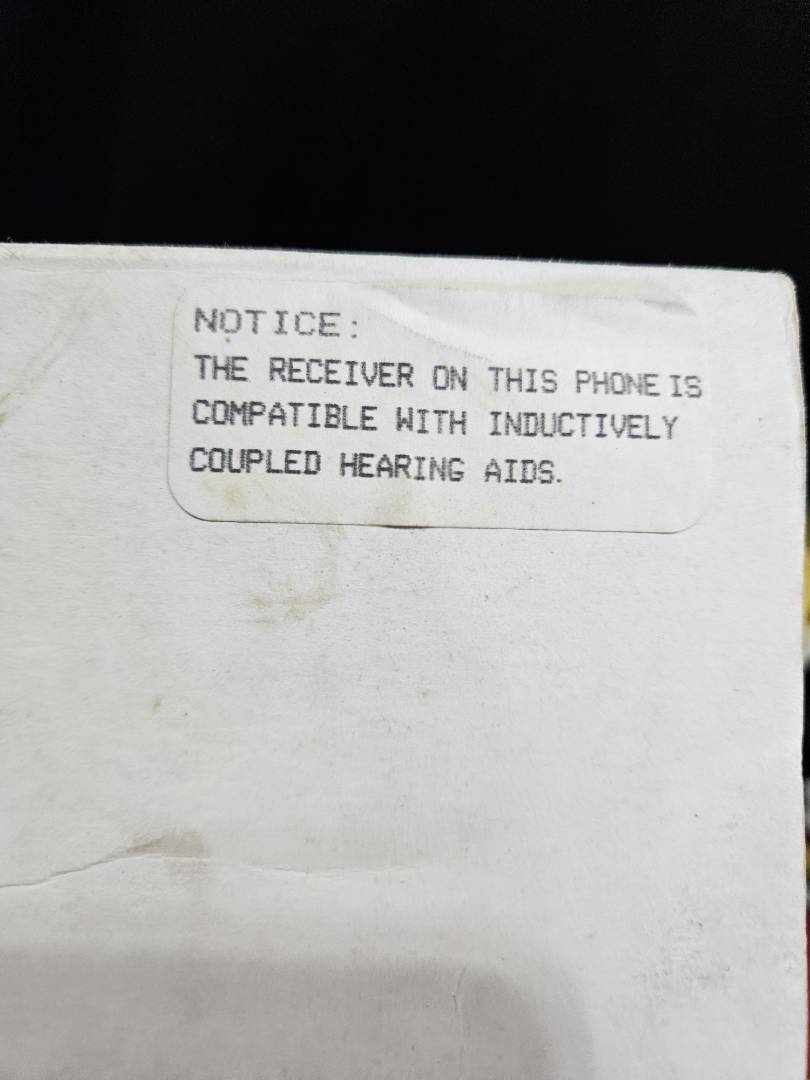 NOTICE:
THE RECEIVER ON THIS PHONE IS
COMPATIBLE WITH INDUCTIVELY
COUPLED HEARING AIDS.